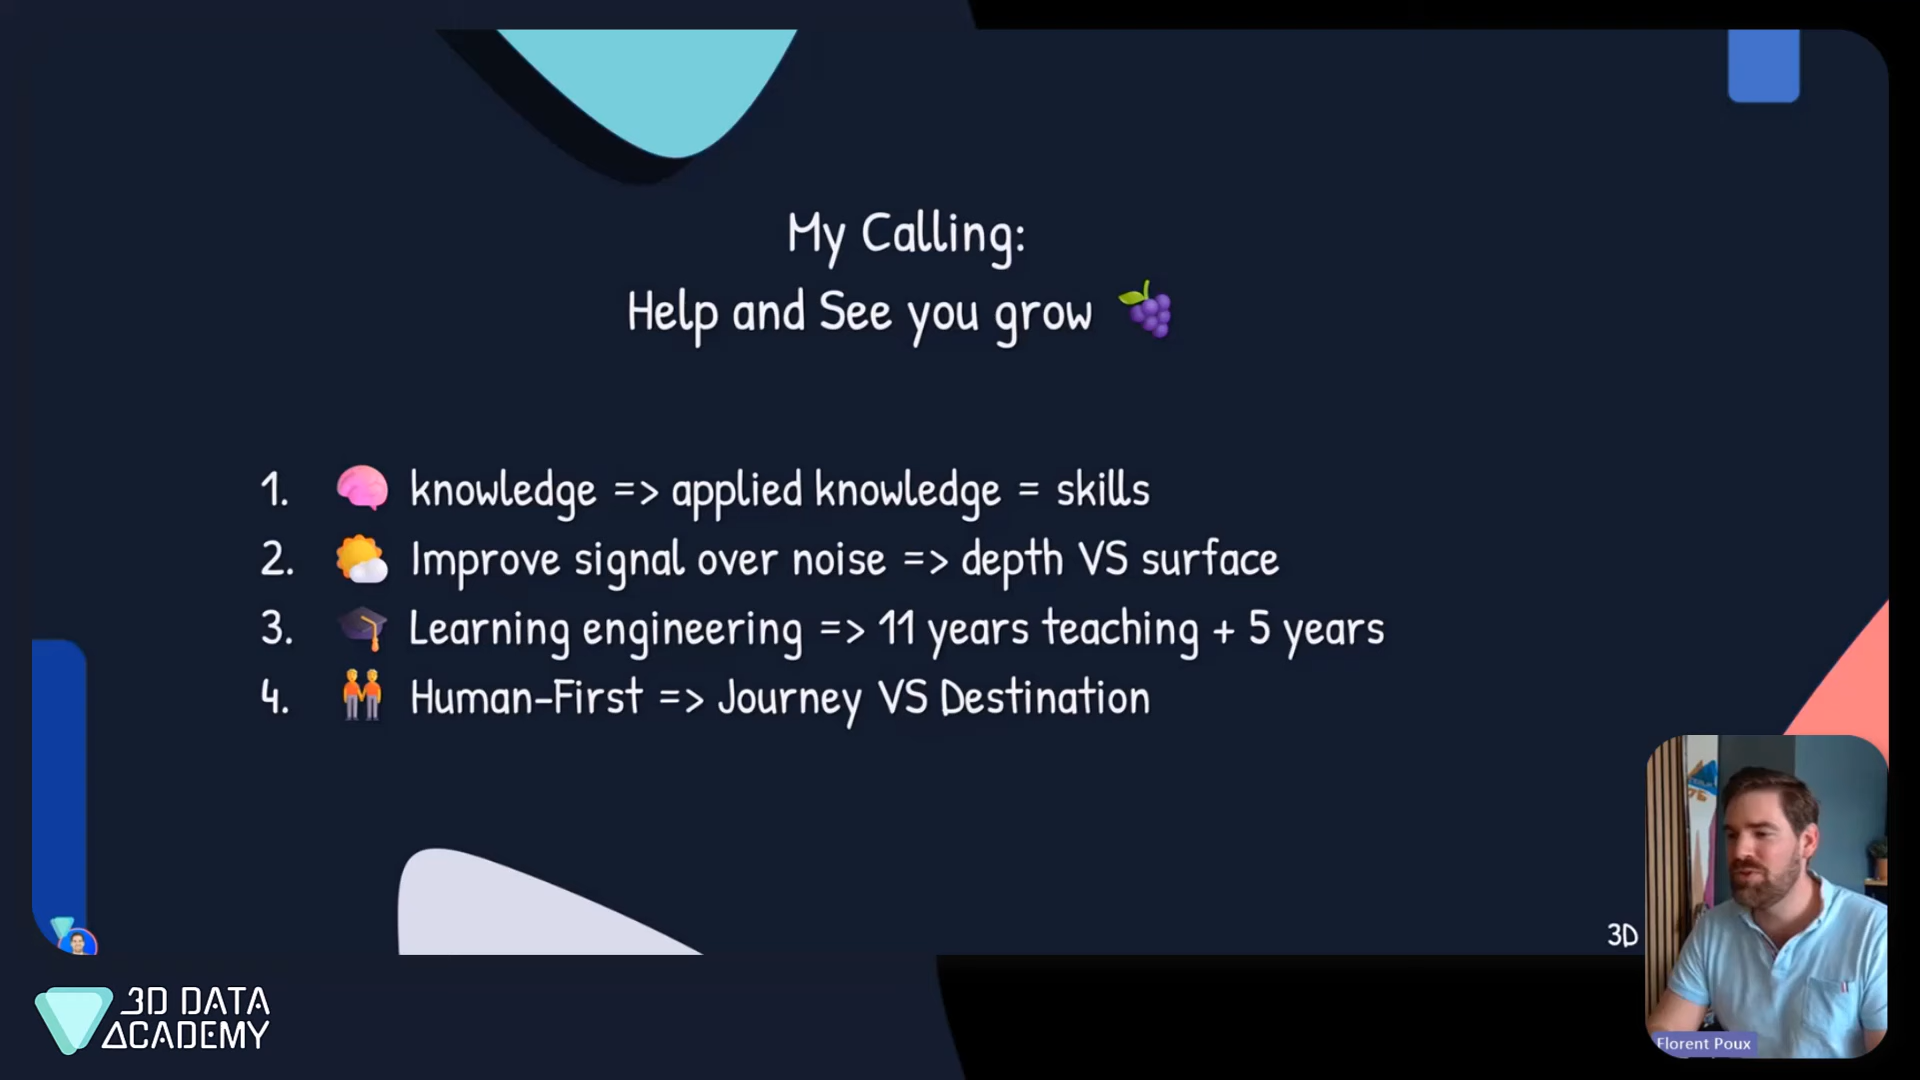 My Calling:
Help and See you grow
1. knowledge => applied knowledge = skills
2. Improve signal over noise => depth VS surface
3. Learning engineering => 11 years teaching + 5 years
4. Human-First => Journey VS Destination
3D
3D DATA
ACADEMY
Florent Poux